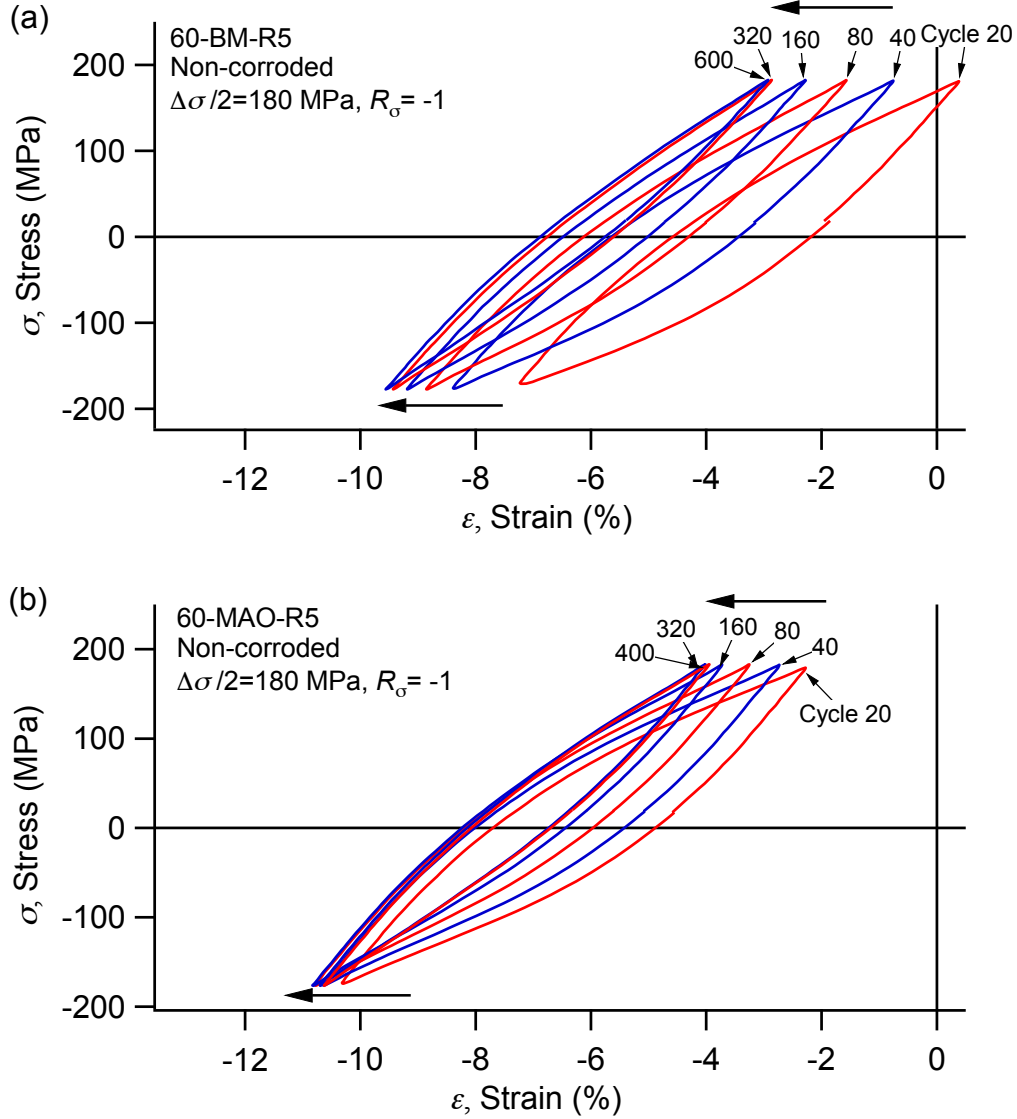 (a)
60-BM-R5
Non-corroded
Δσ/2=180 MPa, Rσ= -1
600
320
160
80
40
Cycle 20
200
100
0
-100
-200
σ, Stress (MPa)
-12
-10
-8
-6
-4
-2
0
ε, Strain (%)
(b)
60-MAO-R5
Non-corroded
Δσ/2=180 MPa, Rσ= -1
400
320
160
80
40
Cycle 20
200
100
0
-100
-200
σ, Stress (MPa)
-12
-10
-8
-6
-4
-2
0
ε, Strain (%)